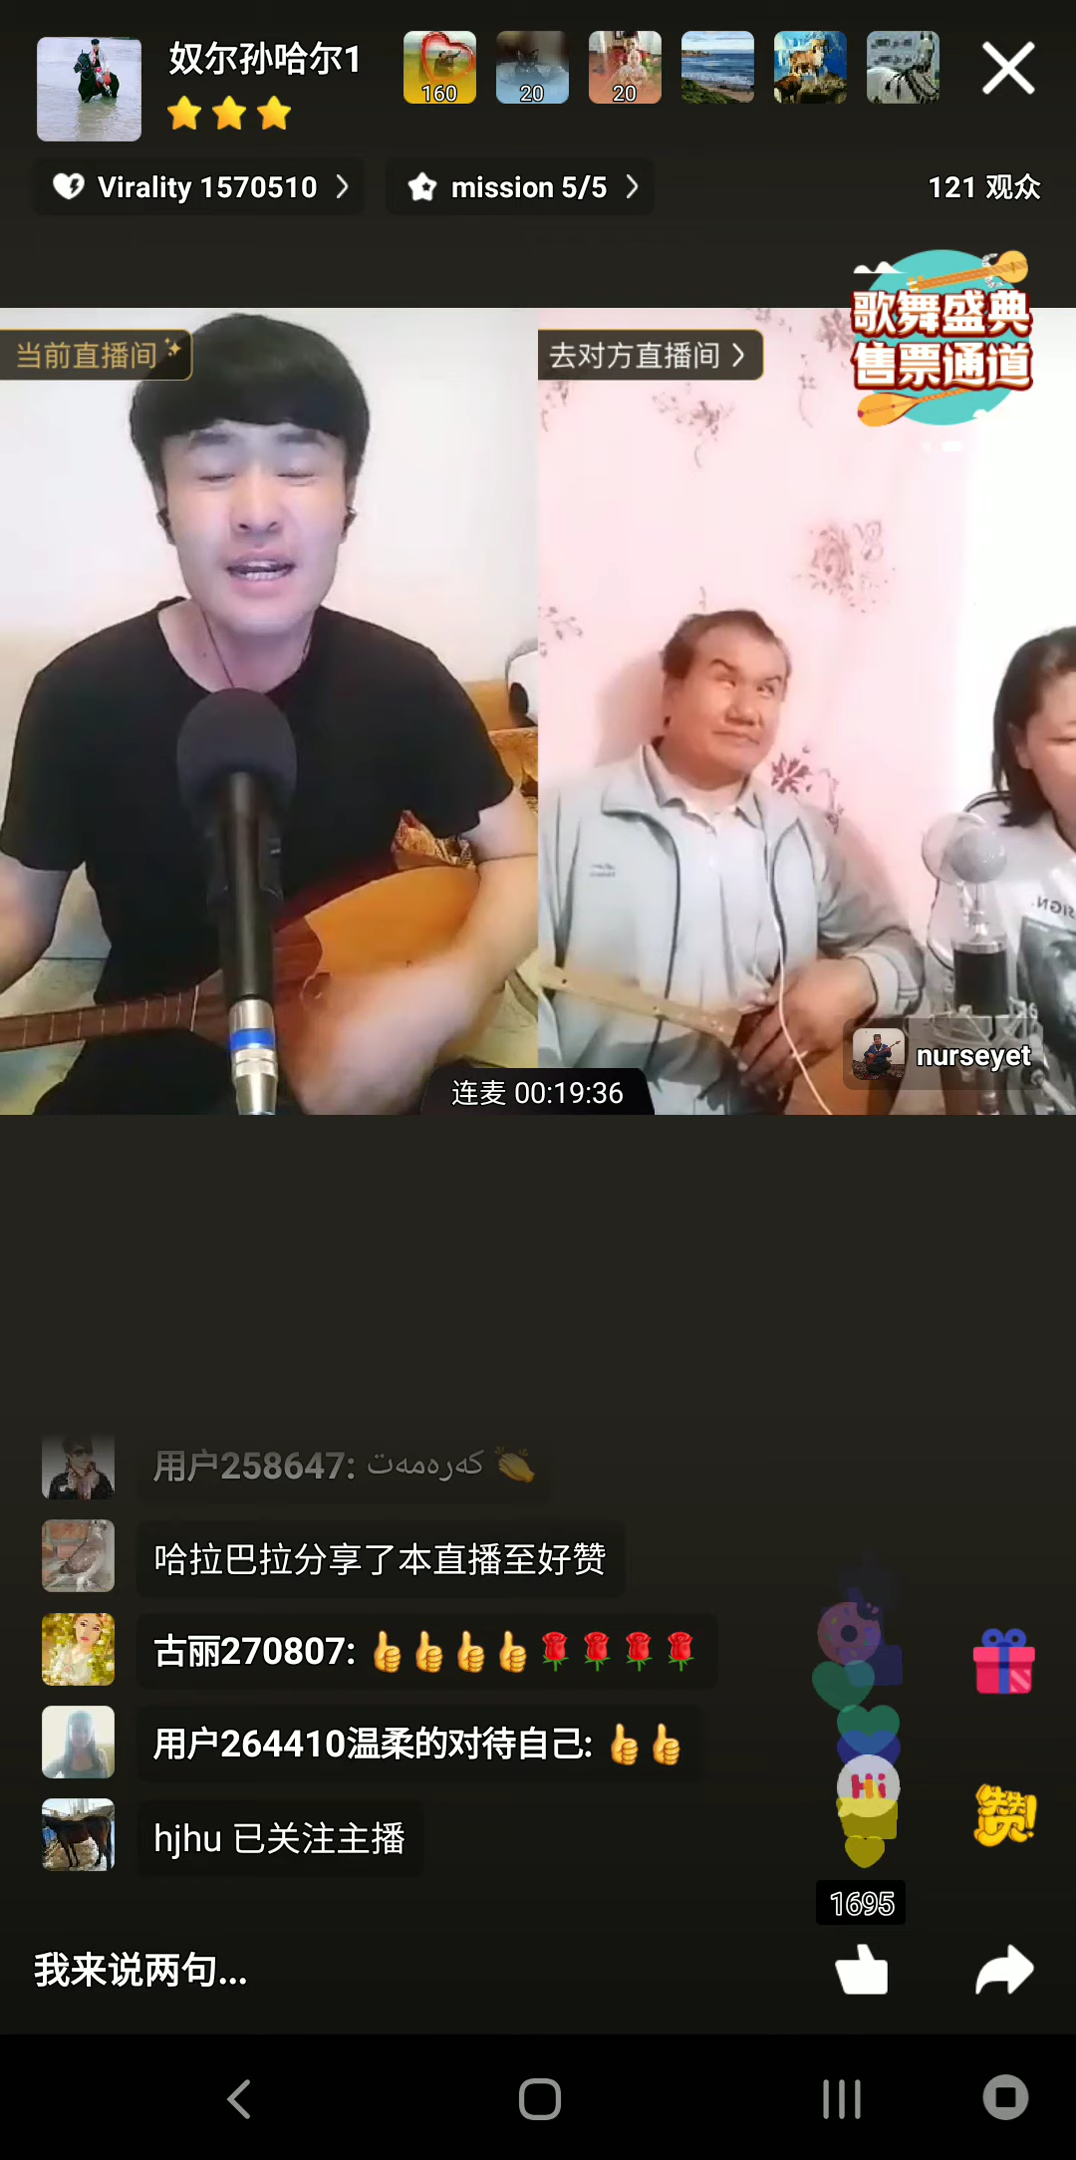 奴尔孙哈尔1
160
20
20
Virality 1570510
mission 5/5
121 观众
歌舞盛典
售票通道
当前直播间
去对方直播间
SIGN.
nurseyet
连麦 00:19:36
用户258647: كەرەمەت
哈拉巴拉分享了本直播至好赞
古丽270807:
用户264410温柔的对待自己:
Hi
赞!
hjhu 已关注主播
1695
我来说两句...